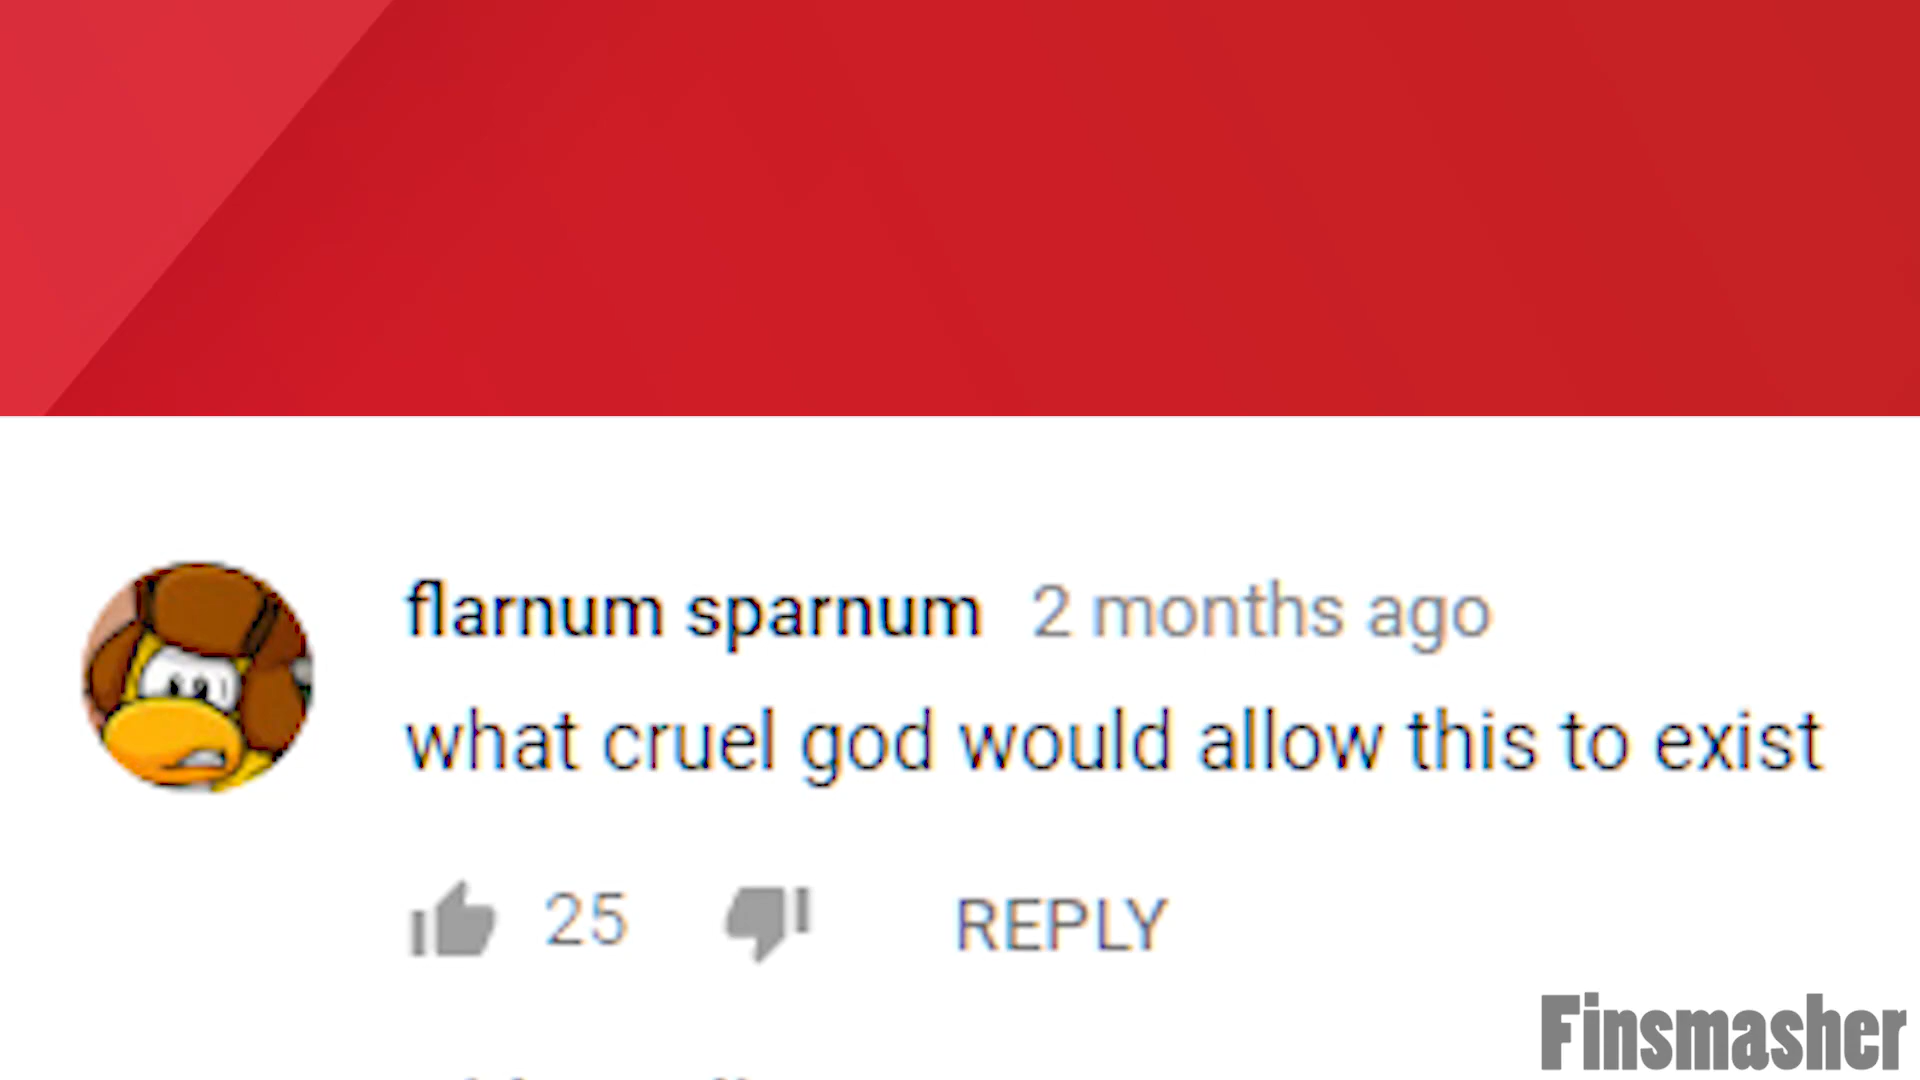 flarnum sparnum 2 months ago
what cruel god would allow this to exist
25 REPLY
Finsmasher